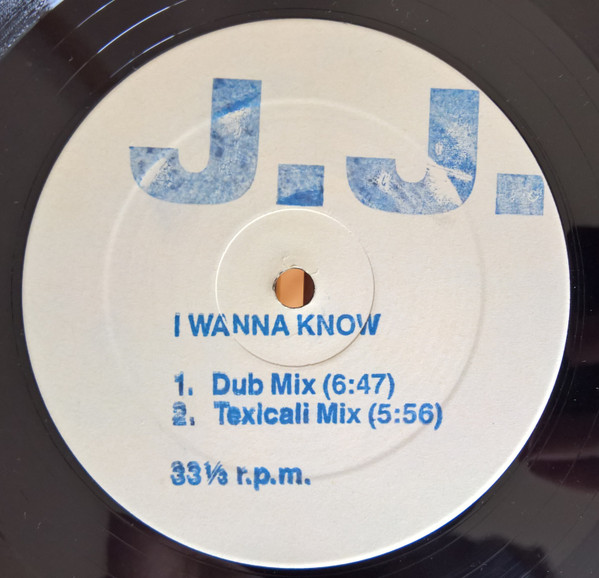 J.J.
I WANNA KNOW
1. Dub Mix (6:47)
2. Texicali Mix (5:56)
33⅓ r.p.m.